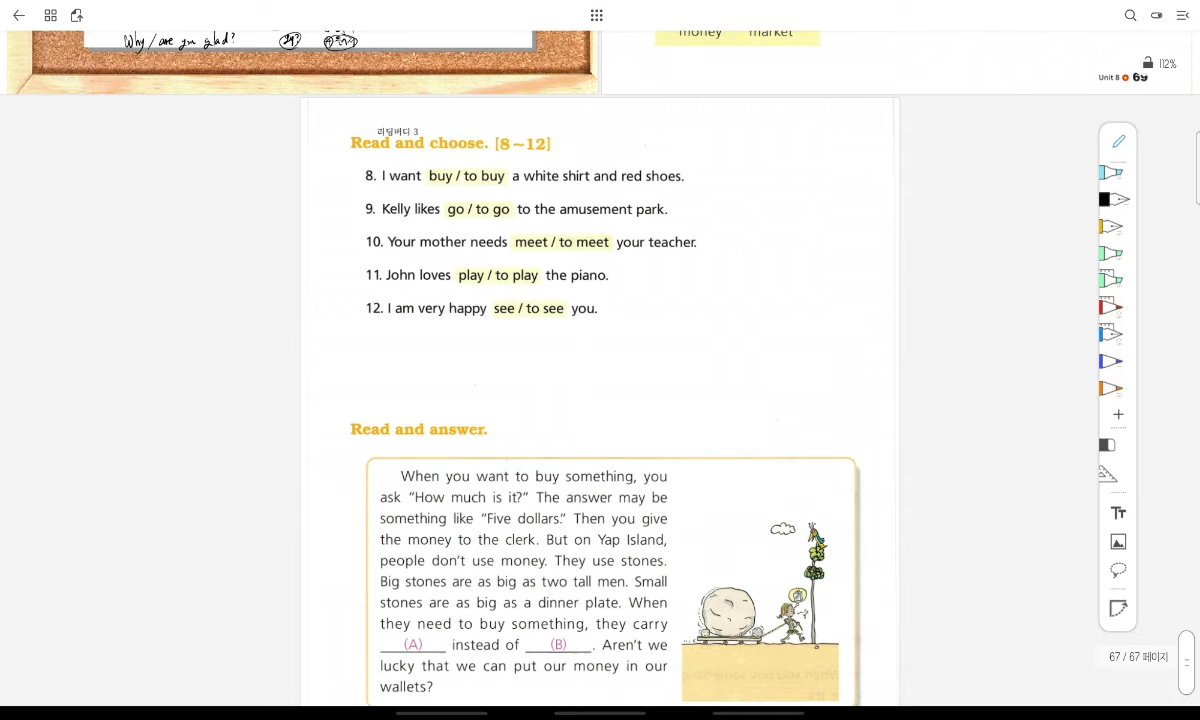 Why / are you glad?
money market
112%
Unit 8 69
리딩버디 3
Read and choose. [8~12]
8. I want buy / to buy a white shirt and red shoes.
9. Kelly likes go / to go to the amusement park.
10. Your mother needs meet / to meet your teacher.
11. John loves play / to play the piano.
12. I am very happy see / to see you.
Read and answer.
When you want to buy something, you
ask “How much is it?” The answer may be
something like “Five dollars.” Then you give
the money to the clerk. But on Yap Island,
people don’t use money. They use stones.
Big stones are as big as two tall men. Small
stones are as big as a dinner plate. When
they need to buy something, they carry
(A) instead of (B) . Aren’t we
lucky that we can put our money in our
wallets?
Tт
67 / 67 페이지